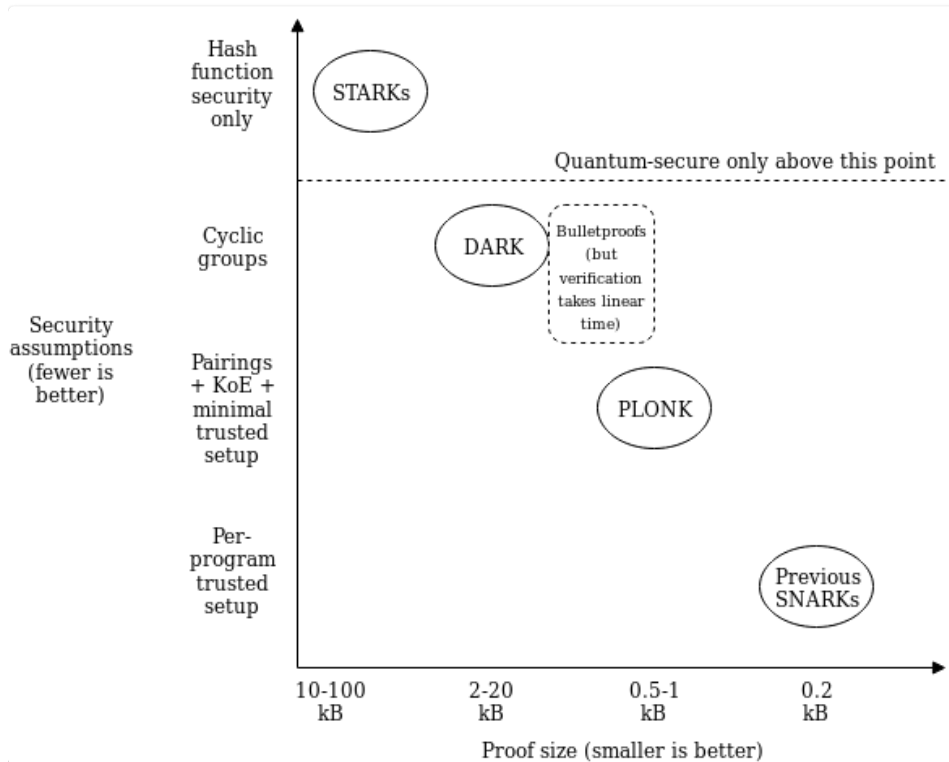 Hash
function
security
only
STARKs
Quantum-secure only above this point
Cyclic
groups
DARK
Bulletproofs
(but
verification
takes linear
time)
Security
assumptions
(fewer is
better)
Pairings
+ KoE +
minimal
trusted
setup
PLONK
Per-
program
trusted
setup
Previous
SNARKs
10-100
kB
2-20
kB
0.5-1
kB
0.2
kB
Proof size (smaller is better)